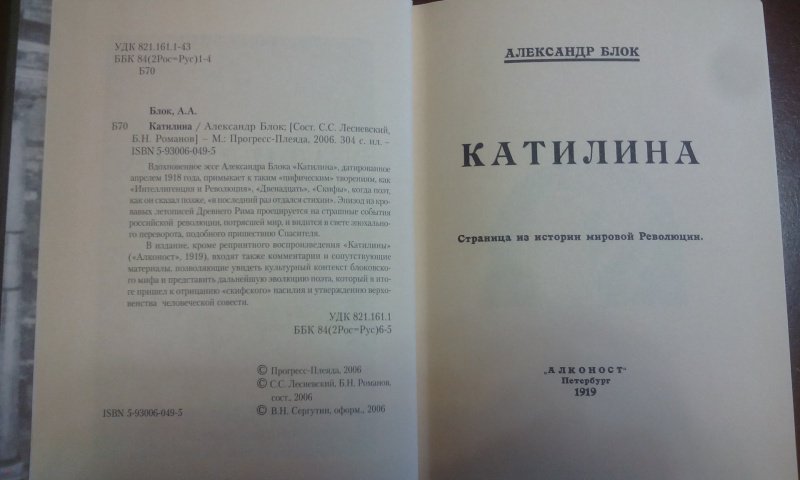 УДК 821.161.1-43
ББК 84(2Рос=Рус)1-4
Б70
Блок, А.А.
Б70 Катилина / Александр Блок; [Сост. С.С. Лесневский,
Б.Н. Романов] – М.: Прогресс-Плеяда. 2006. 304 с. ил. –
ISBN 5-93006-049-5
Вдохновенное эссе Александра Блока «Катилина», датированное
апрелем 1918 года, примыкает к таким «пифическим» творениям, как
«Интеллигенция и Революция», «Двенадцать», «Скифы», когда поэт,
как он сказал позже, «в последний раз отдался стихии». Эпизод из кро-
вавых летописей Древнего Рима проецируется на страшные события
российской революции, потрясшей мир, и видится в свете эпохально-
го переворота, подобного пришествию Спасителя.
В издание, кроме репринтного воспроизведения «Катилины»
(«Алконост», 1919), входят также комментарии и сопутствующие
материалы, позволяющие увидеть культурный контекст блоковско-
го мифа и представить дальнейшую эволюцию поэта, который в ито-
ге пришел к отрицанию «скифского» насилия и утверждению верхо-
венства человеческой совести.
УДК 821.161.1
ББК 84(2Рос=Рус)6-5
© Прогресс-Плеяда, 2006
© С.С. Лесневский, Б.Н. Романов,
сост., 2006
ISBN 5-93006-049-5 © В.Н. Сергутин, оформ., 2006
АЛЕКСАНДР БЛОК
КАТИЛИНА
Страница из истории мировой Революции.
„АЛКОНОСТ“
Петербург
1919